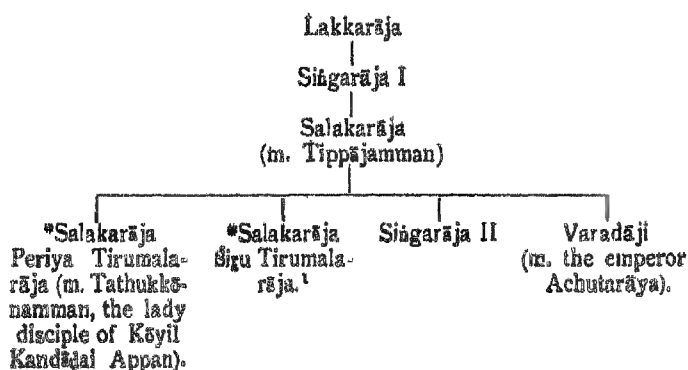 Lakkarāja
Siṅgarāja I
Salakarāja
(m. Tippājamman)
*Salakarāja
Periya Tirumala-
rāja (m. Tathukkō-
namman, the lady
disciple of Kōyil
Kandāḍai Appan).
*Salakarāja
Śiṟu Tirumala-
rāja.¹
Siṅgarāja II
Varadāji
(m. the emperor
Achutarāya).